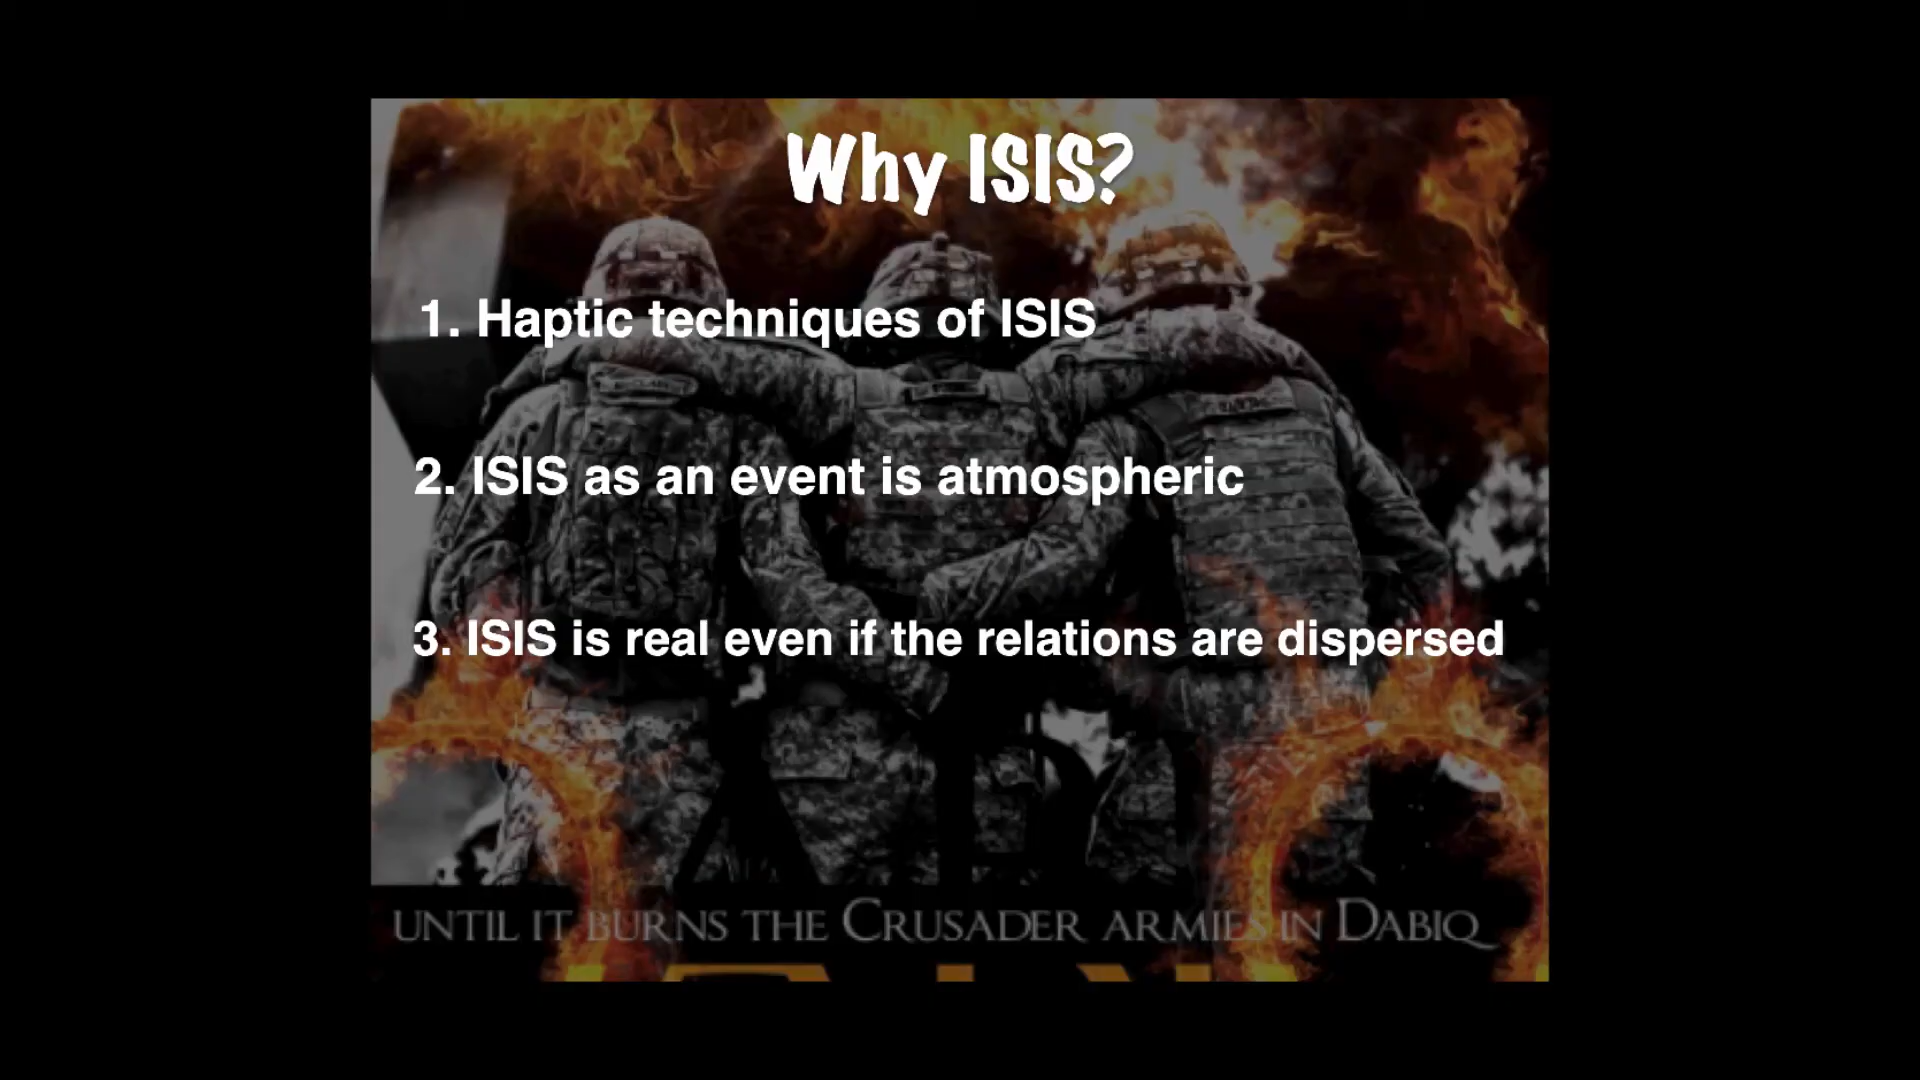 Why ISIS?
1. Haptic techniques of ISIS
2. ISIS as an event is atmospheric
3. ISIS is real even if the relations are dispersed
UNTIL IT BURNS THE CRUSADER ARMIES IN DABIQ